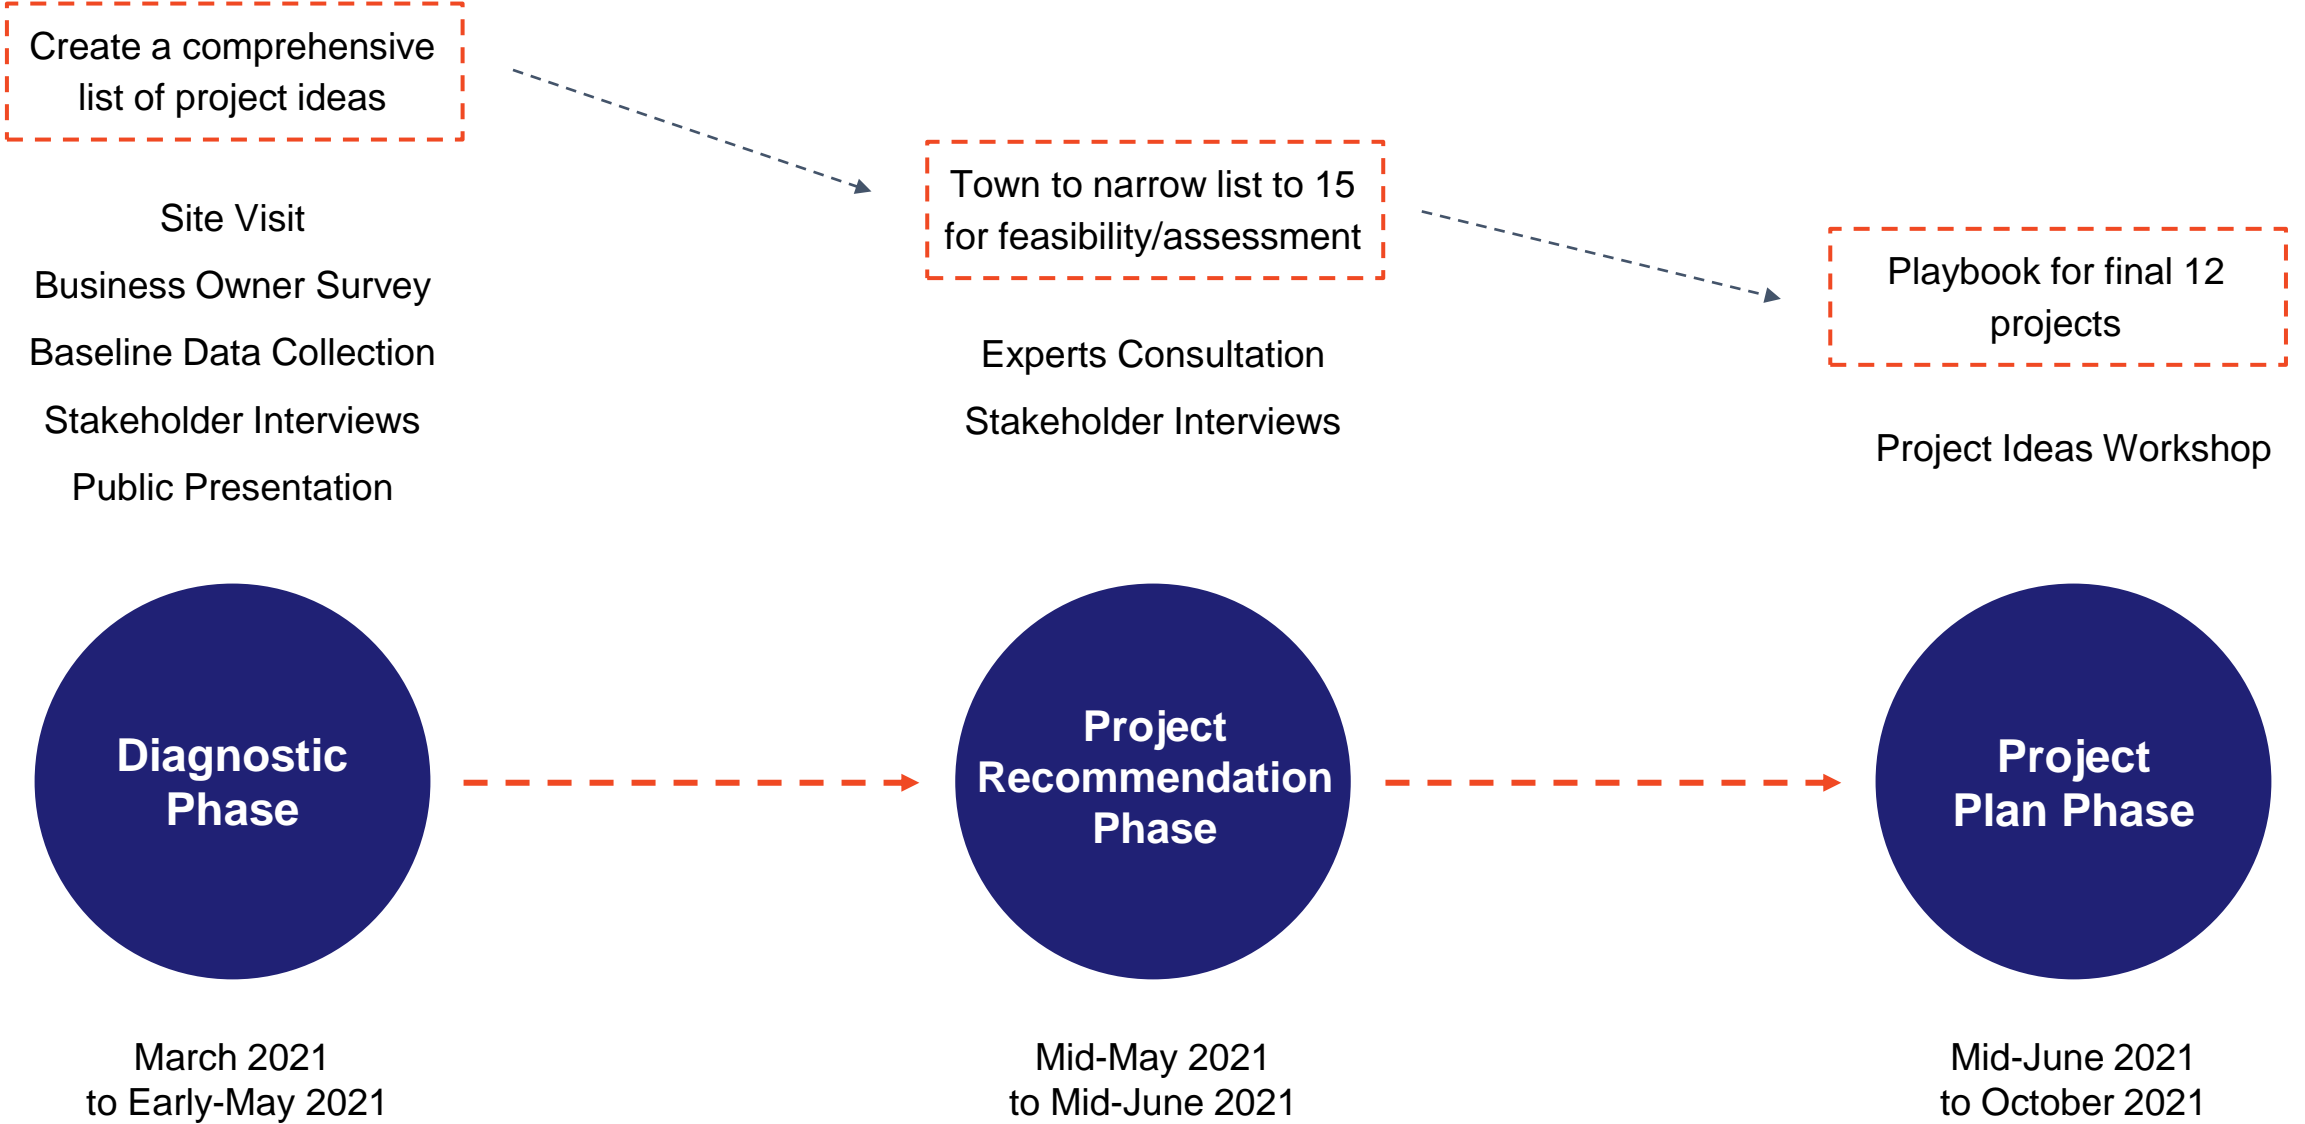 Create a comprehensive
list of project ideas
Site Visit
Business Owner Survey
Baseline Data Collection
Stakeholder Interviews
Public Presentation
Town to narrow list to 15
for feasibility/assessment
Experts Consultation
Stakeholder Interviews
Playbook for final 12
projects
Project Ideas Workshop
Diagnostic
Phase
Project
Recommendation
Phase
Project
Plan Phase
March 2021
to Early-May 2021
Mid-May 2021
to Mid-June 2021
Mid-June 2021
to October 2021